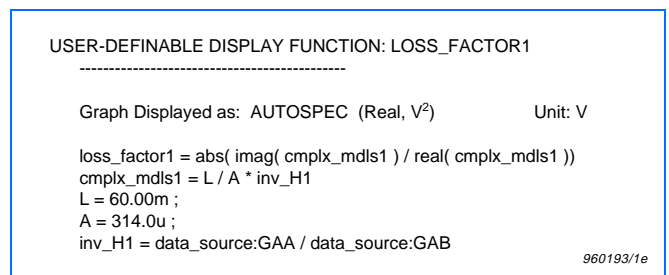 USER-DEFINABLE DISPLAY FUNCTION: LOSS_FACTOR1
----------------------------------------------
Graph Displayed as: AUTOSPEC (Real, V²) Unit: V
loss_factor1 = abs( imag( cmplx_mdls1 ) / real( cmplx_mdls1 ))
cmplx_mdls1 = L / A * inv_H1
L = 60.00m ;
A = 314.0u ;
inv_H1 = data_source:GAA / data_source:GAB
960193/1e